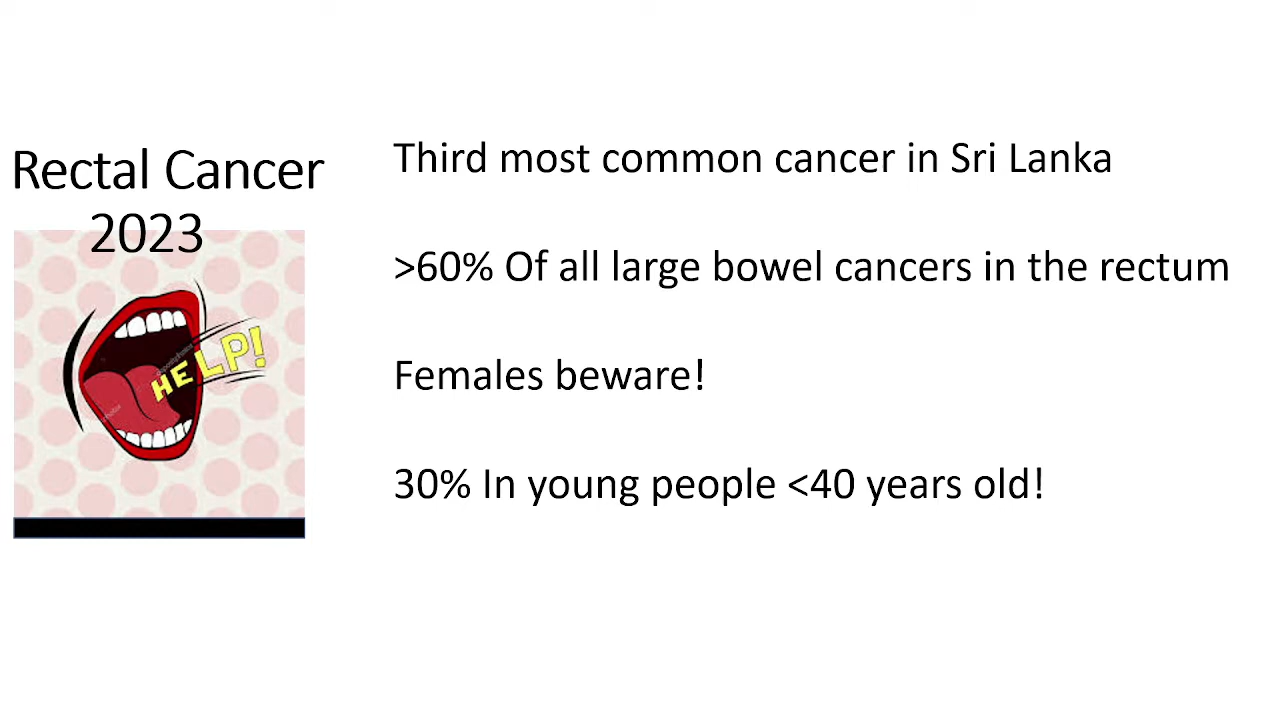 Rectal Cancer
2023
HELP!
Third most common cancer in Sri Lanka
>60% Of all large bowel cancers in the rectum
Females beware!
30% In young people <40 years old!